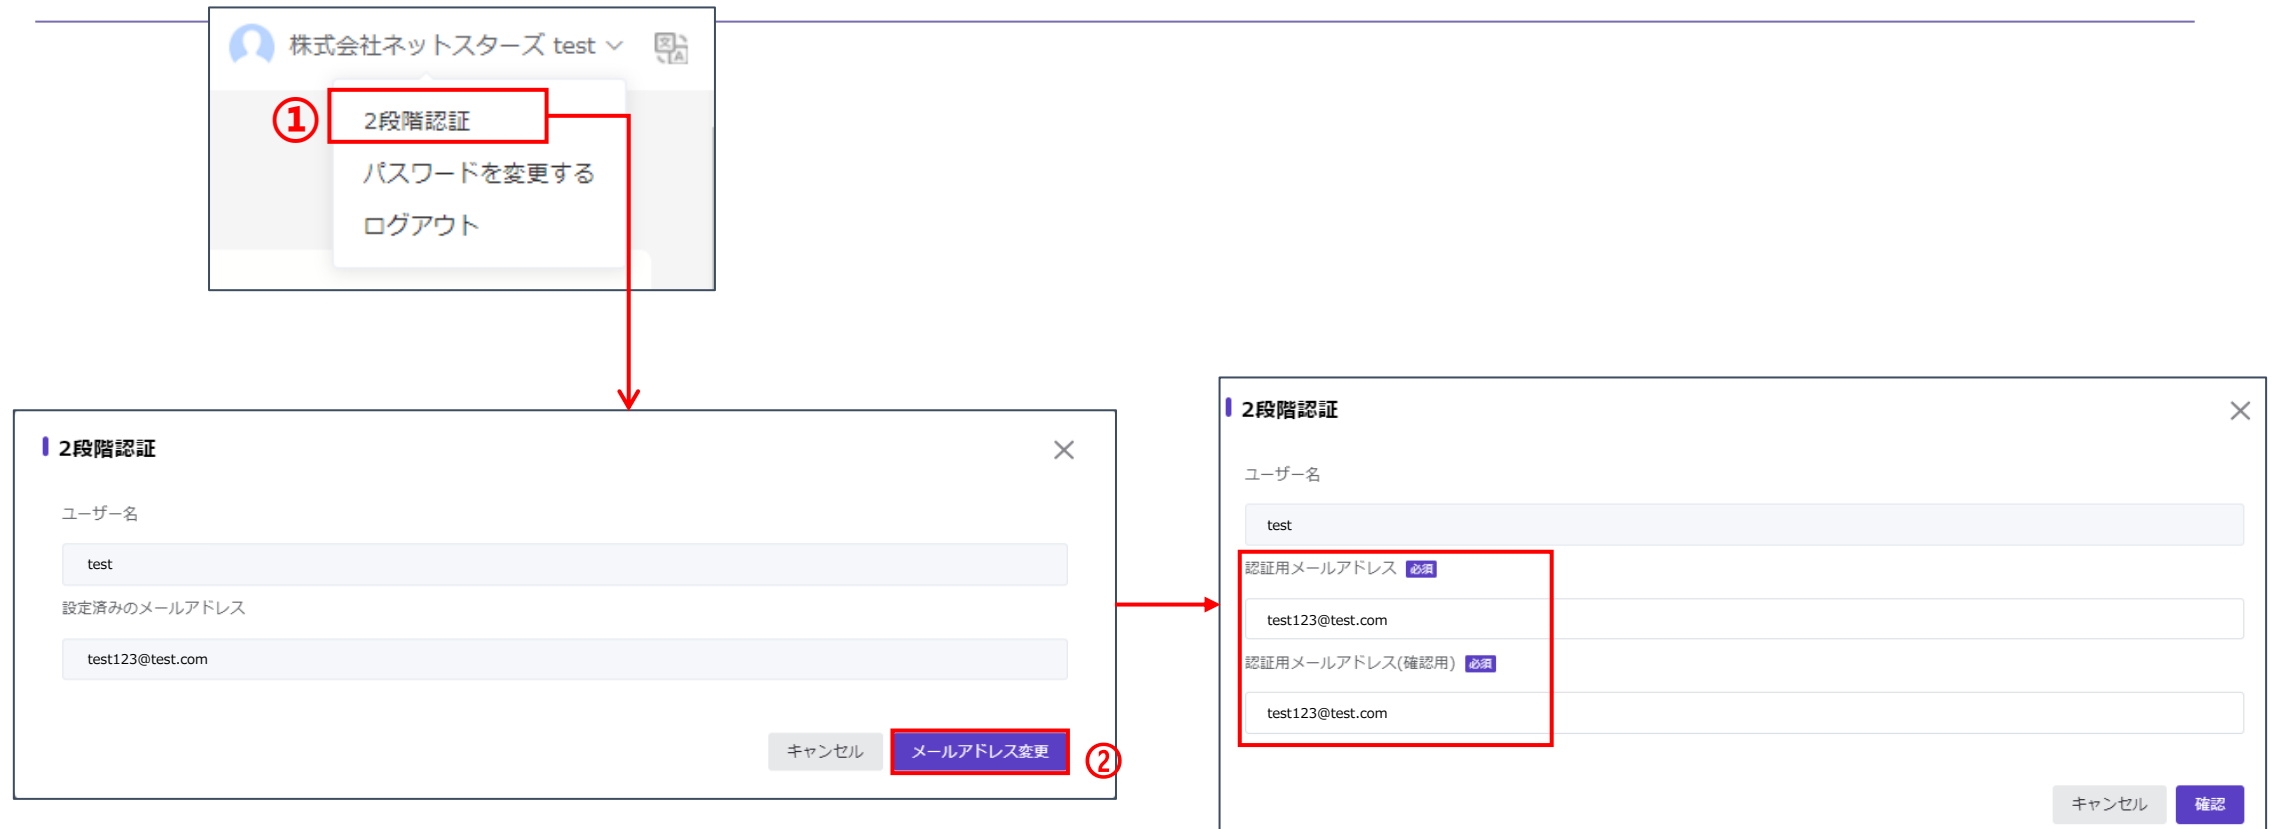 株式会社ネットスターズ test
①
2段階認証
パスワードを変更する
ログアウト
2段階認証
ユーザー名
test
設定済みのメールアドレス
test123@test.com
キャンセル
メールアドレス変更
②
2段階認証
ユーザー名
test
認証用メールアドレス 必須
test123@test.com
認証用メールアドレス(確認用) 必須
test123@test.com
キャンセル
確認